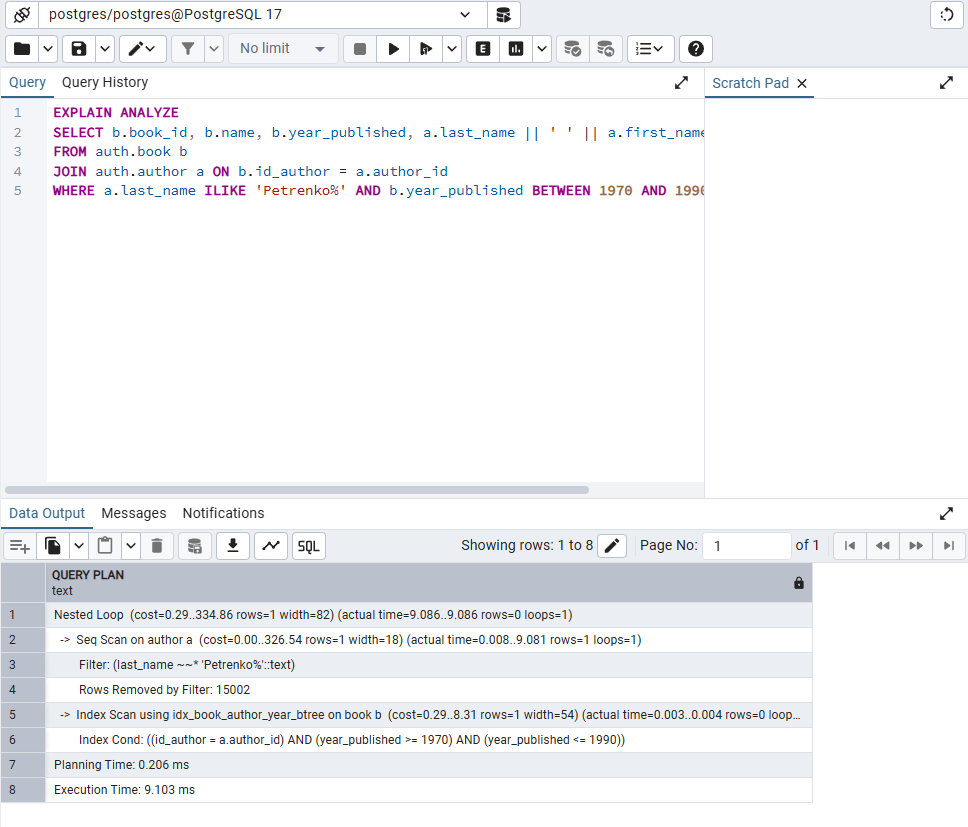 postgres/postgres@PostgreSQL 17
No limit
E
Query Query History
Scratch Pad
1 EXPLAIN ANALYZE
2 SELECT b.book_id, b.name, b.year_published, a.last_name || ' ' || a.first_name
3 FROM auth.book b
4 JOIN auth.author a ON b.id_author = a.author_id
5 WHERE a.last_name ILIKE 'Petrenko%' AND b.year_published BETWEEN 1970 AND 1990
Data Output Messages Notifications
SQL Showing rows: 1 to 8 Page No: 1 of 1
QUERY PLAN
text
1 Nested Loop (cost=0.29..334.86 rows=1 width=82) (actual time=9.086..9.086 rows=0 loops=1)
2 -> Seq Scan on author a (cost=0.00..326.54 rows=1 width=18) (actual time=0.008..9.081 rows=1 loops=1)
3 Filter: (last_name ~~* 'Petrenko%'::text)
4 Rows Removed by Filter: 15002
5 -> Index Scan using idx_book_author_year_btree on book b (cost=0.29..8.31 rows=1 width=54) (actual time=0.003..0.004 rows=0 loop...
6 Index Cond: ((id_author = a.author_id) AND (year_published >= 1970) AND (year_published <= 1990))
7 Planning Time: 0.206 ms
8 Execution Time: 9.103 ms